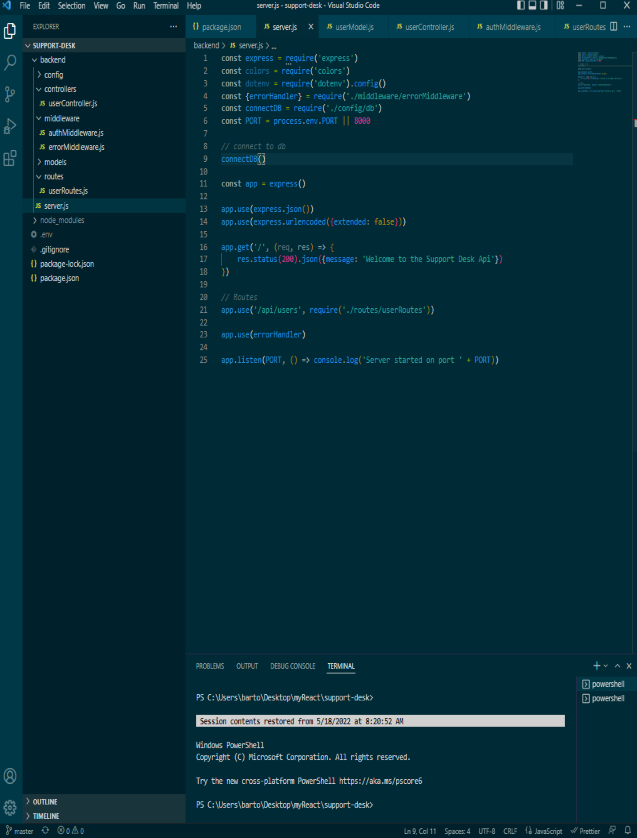 File Edit Selection View Go Run Terminal Help
server.js - support-desk - Visual Studio Code
EXPLORER
SUPPORT-DESK
backend
config
controllers
JS userController.js
middleware
JS authMiddleware.js
JS errorMiddleware.js
models
routes
JS userRoutes.js
JS server.js
node_modules
.env
.gitignore
{} package-lock.json
{} package.json
OUTLINE
TIMELINE
{} package.json JS server.js X JS userModel.js JS userController.js JS authMiddleware.js JS userRoutes ...
backend > JS server.js > ...
1 const express = require('express')
2 const colors = require('colors')
3 const dotenv = require('dotenv').config()
4 const {errorHandler} = require('./middleware/errorMiddleware')
5 const connectDB = require('./config/db')
6 const PORT = process.env.PORT || 8000
7
8 // connect to db
9 connectDB()
10
11 const app = express()
12
13 app.use(express.json())
14 app.use(express.urlencoded({extended: false}))
15
16 app.get('/', (req, res) => {
17 res.status(200).json({message: 'Welcome to the Support Desk Api'})
18 })
19
20 // Routes
21 app.use('/api/users', require('./routes/userRoutes'))
22
23 app.use(errorHandler)
24
25 app.listen(PORT, () => console.log('Server started on port ' + PORT))
PROBLEMS OUTPUT DEBUG CONSOLE TERMINAL
powershell
powershell
PS C:\Users\barto\Desktop\myReact\support-desk>
Session contents restored from 5/18/2022 at 8:20:52 AM
Windows PowerShell
Copyright (C) Microsoft Corporation. All rights reserved.
Try the new cross-platform PowerShell https://aka.ms/pscore6
PS C:\Users\barto\Desktop\myReact\support-desk>
master 0 0 Ln 9, Col 11 Spaces: 4 UTF-8 CRLF JavaScript Prettier